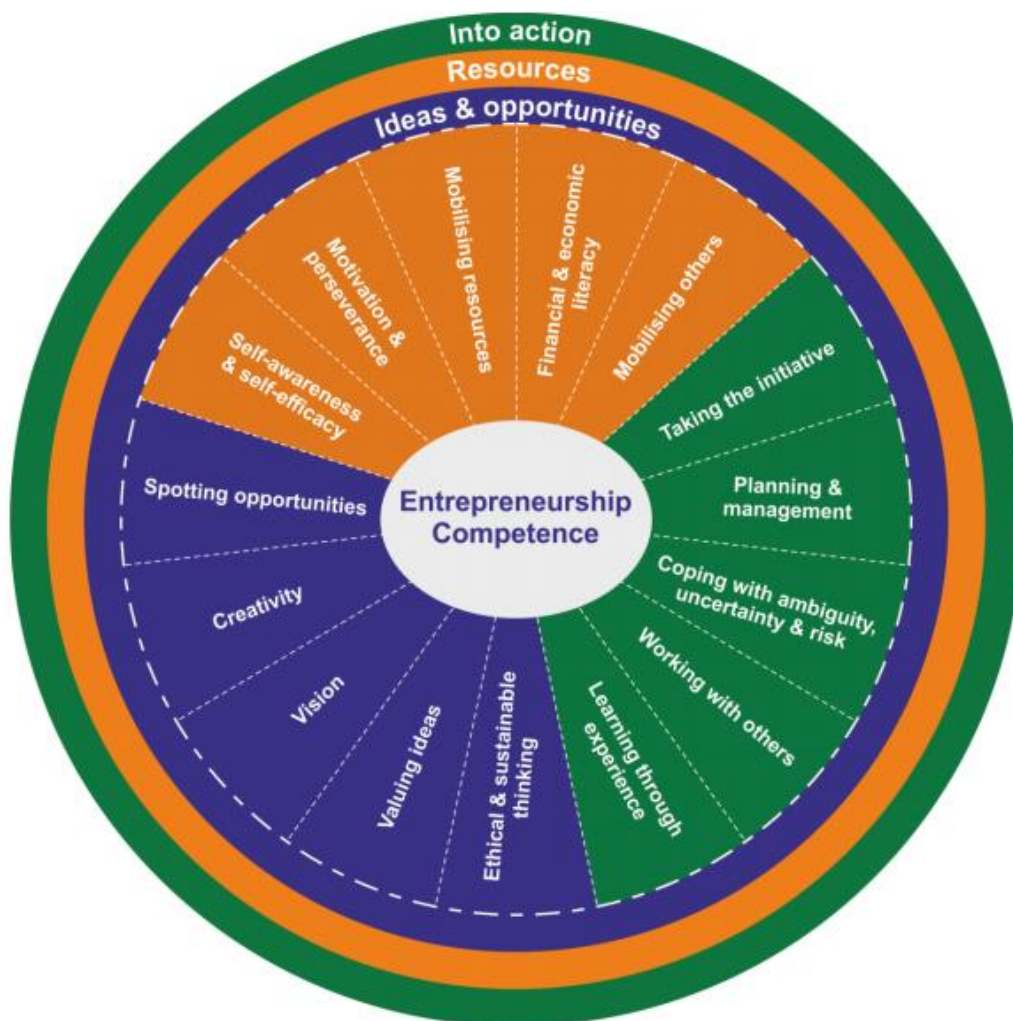 Into action
Resources
Ideas & opportunities
Self-awareness
& self-efficacy
Motivation &
perseverance
Mobilising resources
Financial & economic
literacy
Mobilising others
Taking the initiative
Planning &
management
Coping with ambiguity,
uncertainty & risk
Working with others
Learning through
experience
Ethical & sustainable
thinking
Valuing ideas
Vision
Creativity
Spotting opportunities
Entrepreneurship
Competence